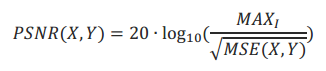 PSNR(X,Y) = 20 · log₁₀(MAX_I / √MSE(X,Y))